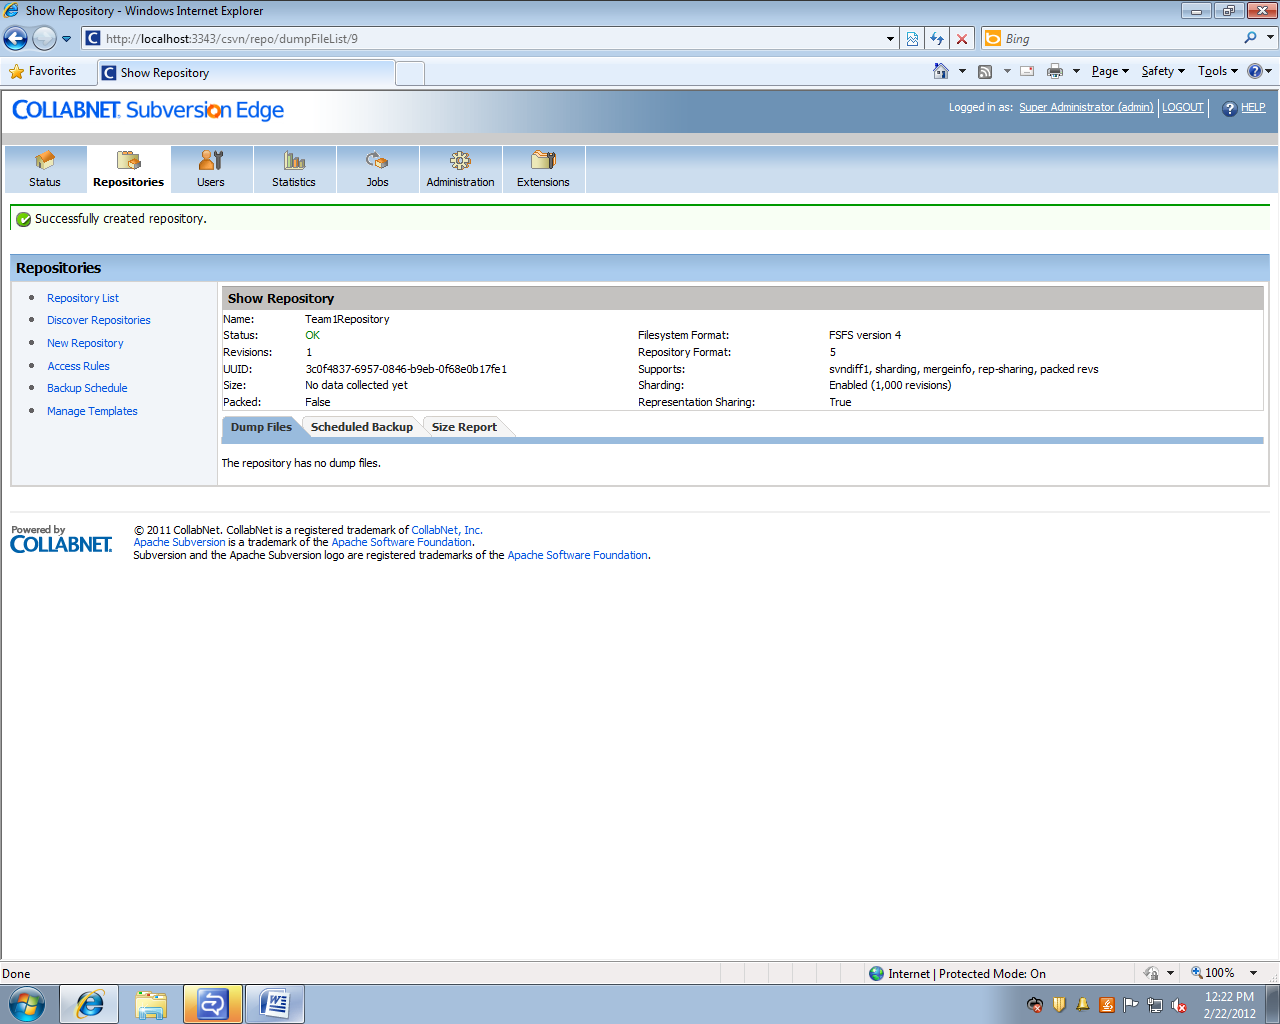 Show Repository - Windows Internet Explorer
http://localhost:3343/csvn/repo/dumpFileList/9
Bing
Favorites
Show Repository
Page
Safety
Tools
COLLABNET Subversion Edge
Logged in as: Super Administrator (admin) LOGOUT HELP
Status
Repositories
Users
Statistics
Jobs
Administration
Extensions
Successfully created repository.
Repositories
Repository List
Discover Repositories
New Repository
Access Rules
Backup Schedule
Manage Templates
Show Repository
Name: Team1Repository
Status: OK Filesystem Format: FSFS version 4
Revisions: 1 Repository Format: 5
UUID: 3c0f4837-6957-0846-b9eb-0f68e0b17fe1 Supports: svndiff1, sharding, mergeinfo, rep-sharing, packed revs
Size: No data collected yet Sharding: Enabled (1,000 revisions)
Packed: False Representation Sharing: True
Dump Files Scheduled Backup Size Report
The repository has no dump files.
Powered by
COLLABNET.
© 2011 CollabNet. CollabNet is a registered trademark of CollabNet, Inc.
Apache Subversion is a trademark of the Apache Software Foundation.
Subversion and the Apache Subversion logo are registered trademarks of the Apache Software Foundation.
Done
Internet | Protected Mode: On
100%
12:22 PM
2/22/2012